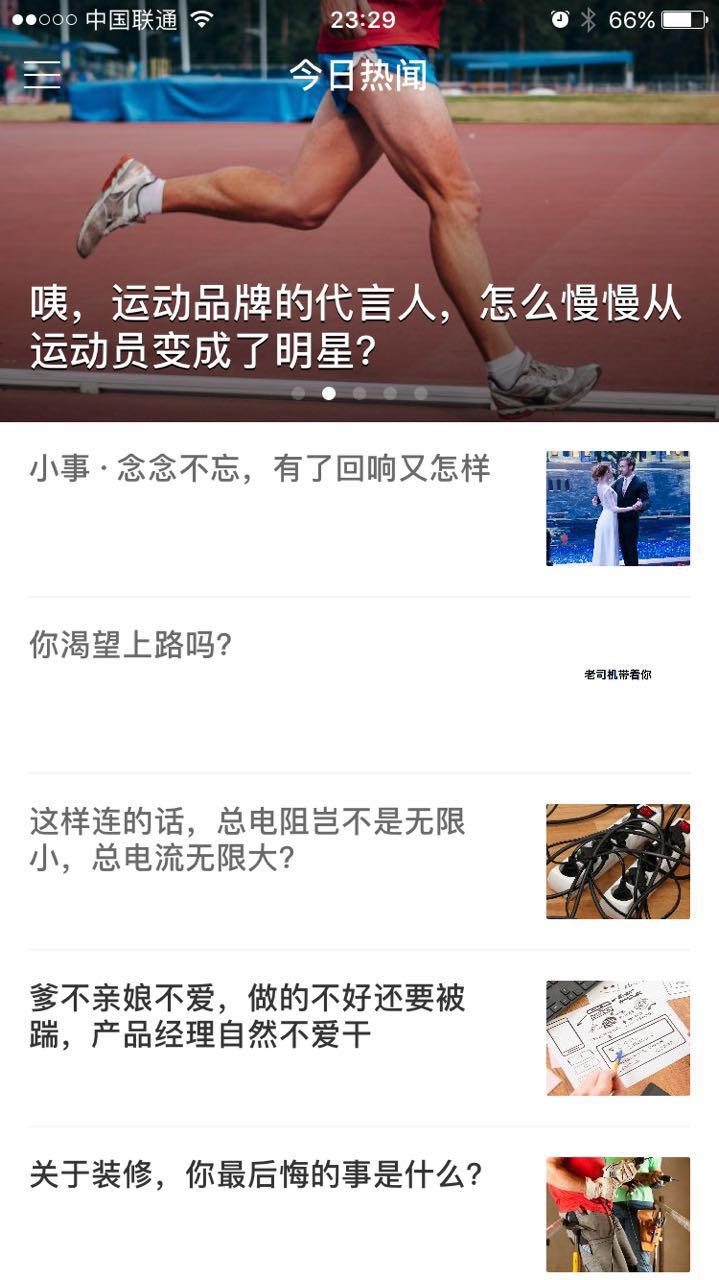 中国联通
23:29
66%
今日热闻
咦，运动品牌的代言人，怎么慢慢从
运动员变成了明星？
小事 · 念念不忘，有了回响又怎样
你渴望上路吗？
老司机带着你
这样连的话，总电阻岂不是无限
小，总电流无限大？
爹不亲娘不爱，做的不好还要被
踹，产品经理自然不爱干
关于装修，你最后悔的事是什么？